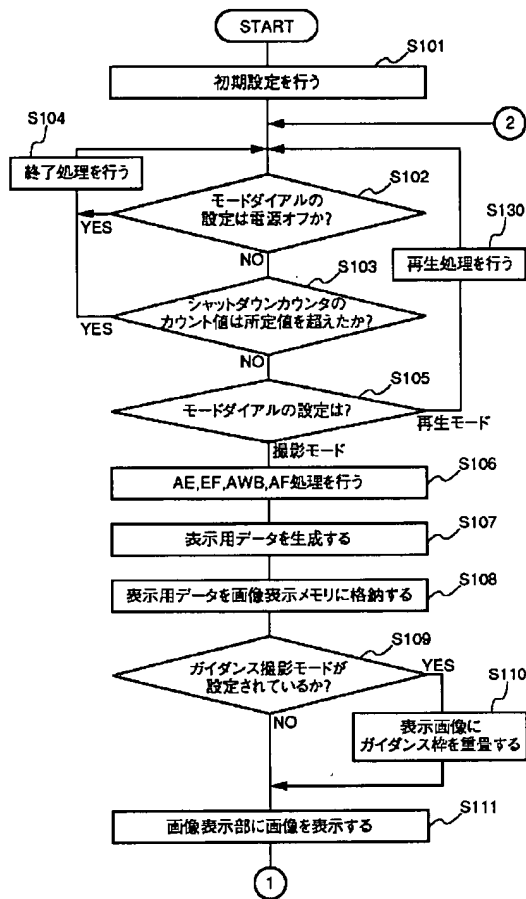 START
S101
初期設定を行う
2
S104
終了処理を行う
S102
モードダイアルの
設定は電源オフか?
YES
NO
S130
再生処理を行う
S103
シャットダウンカウンタの
カウント値は所定値を超えたか?
YES
NO
S105
モードダイアルの設定は?
再生モード
撮影モード
S106
AE,EF,AWB,AF処理を行う
S107
表示用データを生成する
S108
表示用データを画像表示メモリに格納する
S109
ガイダンス撮影モードが
設定されているか?
YES
NO
S110
表示画像に
ガイダンス枠を重畳する
S111
画像表示部に画像を表示する
1